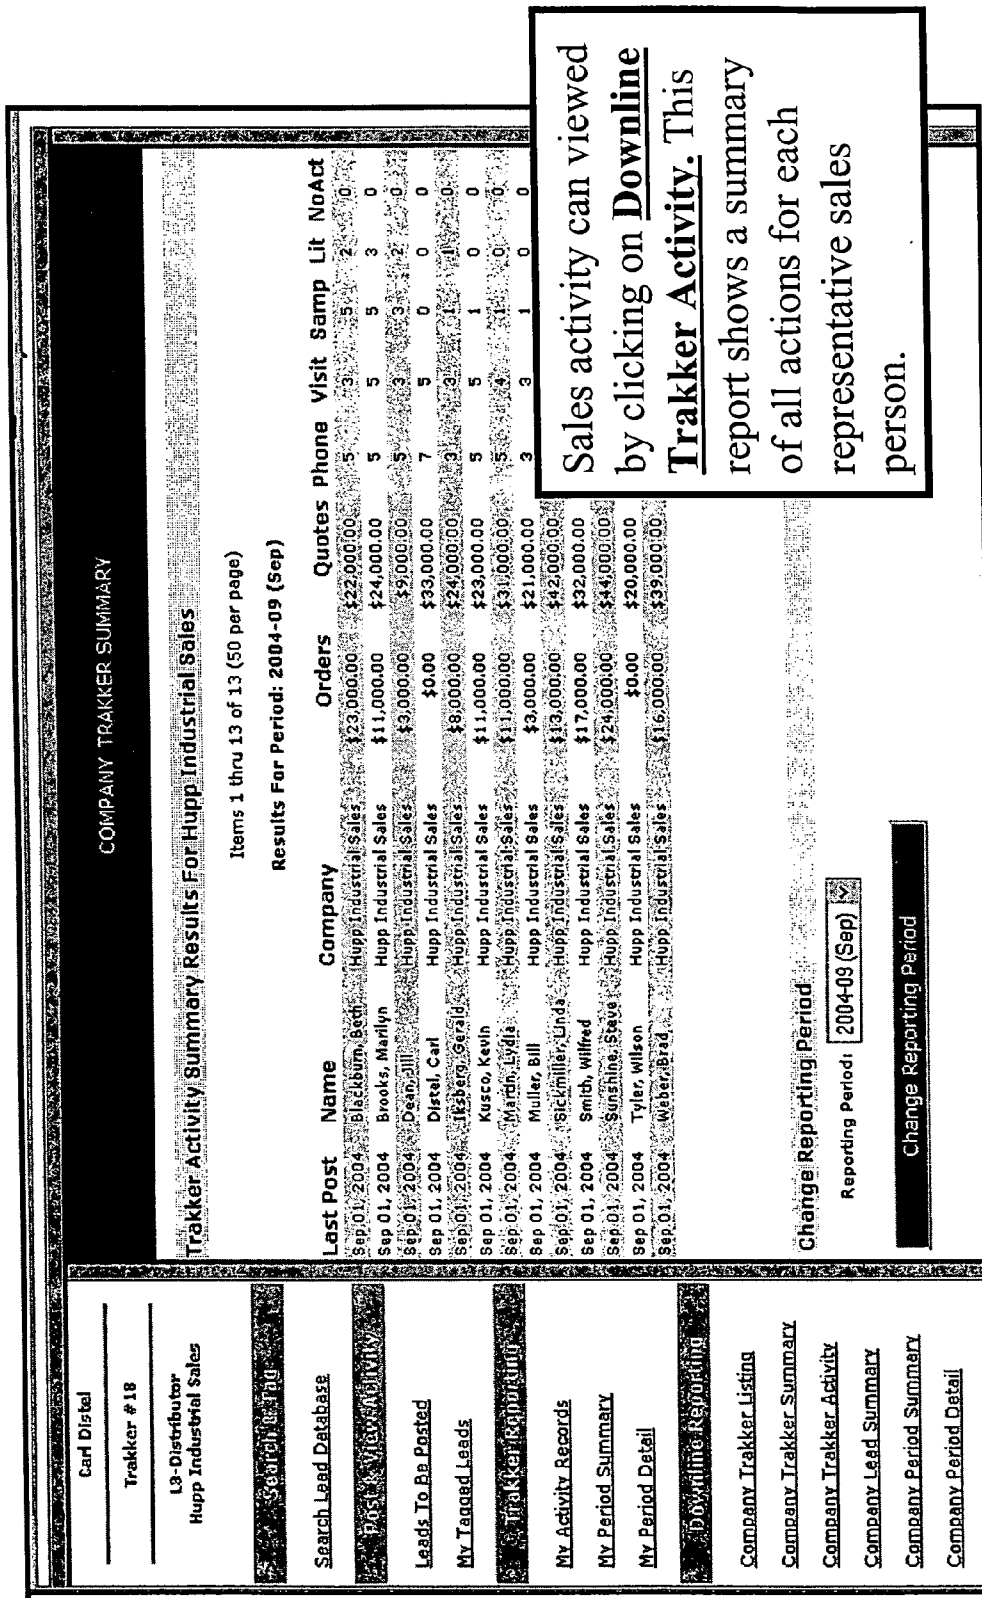 Carl Distel
Trakker #18
L3-Distributor
Hupp Industrial Sales
Search & Tag
Search Lead Database
Post & View Activity
Leads To Be Posted
My Tagged Leads
Trakker Reporting
My Activity Records
My Period Summary
My Period Detail
Downline Reporting
Company Trakker Listing
Company Trakker Summary
Company Trakker Activity
Company Lead Summary
Company Period Summary
Company Period Detail
COMPANY TRAKKER SUMMARY
Trakker Activity Summary Results For Hupp Industrial Sales
Items 1 thru 13 of 13 (50 per page)
Results For Period: 2004-09 (Sep)
Last Post Name Company Orders Quotes Phone Visit Samp Lit NoAct
Sep 01, 2004 Blackburn, Beth Hupp Industrial Sales $23,000.00 $22,000.00 5 3 5 2 0
Sep 01, 2004 Brooks, Marilyn Hupp Industrial Sales $11,000.00 $24,000.00 5 5 5 3 0
Sep 01, 2004 Dean, Jill Hupp Industrial Sales $3,000.00 $9,000.00 5 3 3 2 0
Sep 01, 2004 Distel, Carl Hupp Industrial Sales $0.00 $33,000.00 7 5 0 0 0
Sep 01, 2004 Gerald Hupp Industrial Sales $8,000.00 $24,000.00 3 3 1 1 0
Sep 01, 2004 Kusco, Kevin Hupp Industrial Sales $11,000.00 $23,000.00 5 5 1 0 0
Sep 01, 2004 Martin, Lydia Hupp Industrial Sales $11,000.00 $31,000.00 5 4 1 0 0
Sep 01, 2004 Muller, Bill Hupp Industrial Sales $3,000.00 $21,000.00 3 3 1 0 0
Sep 01, 2004 Sickmiller, Linda Hupp Industrial Sales $13,000.00 $42,000.00
Sep 01, 2004 Smith, Wilfred Hupp Industrial Sales $17,000.00 $32,000.00
Sep 01, 2004 Sunshine, Steve Hupp Industrial Sales $24,000.00 $44,000.00
Sep 01, 2004 Tyler, Wilson Hupp Industrial Sales $0.00 $20,000.00
Sep 01, 2004 Weber, Brad Hupp Industrial Sales $16,000.00 $39,000.00
Change Reporting Period
Reporting Period: 2004-09 (Sep)
Change Reporting Period
Sales activity can viewed
by clicking on Downline
Trakker Activity. This
report shows a summary
of all actions for each
representative sales
person.